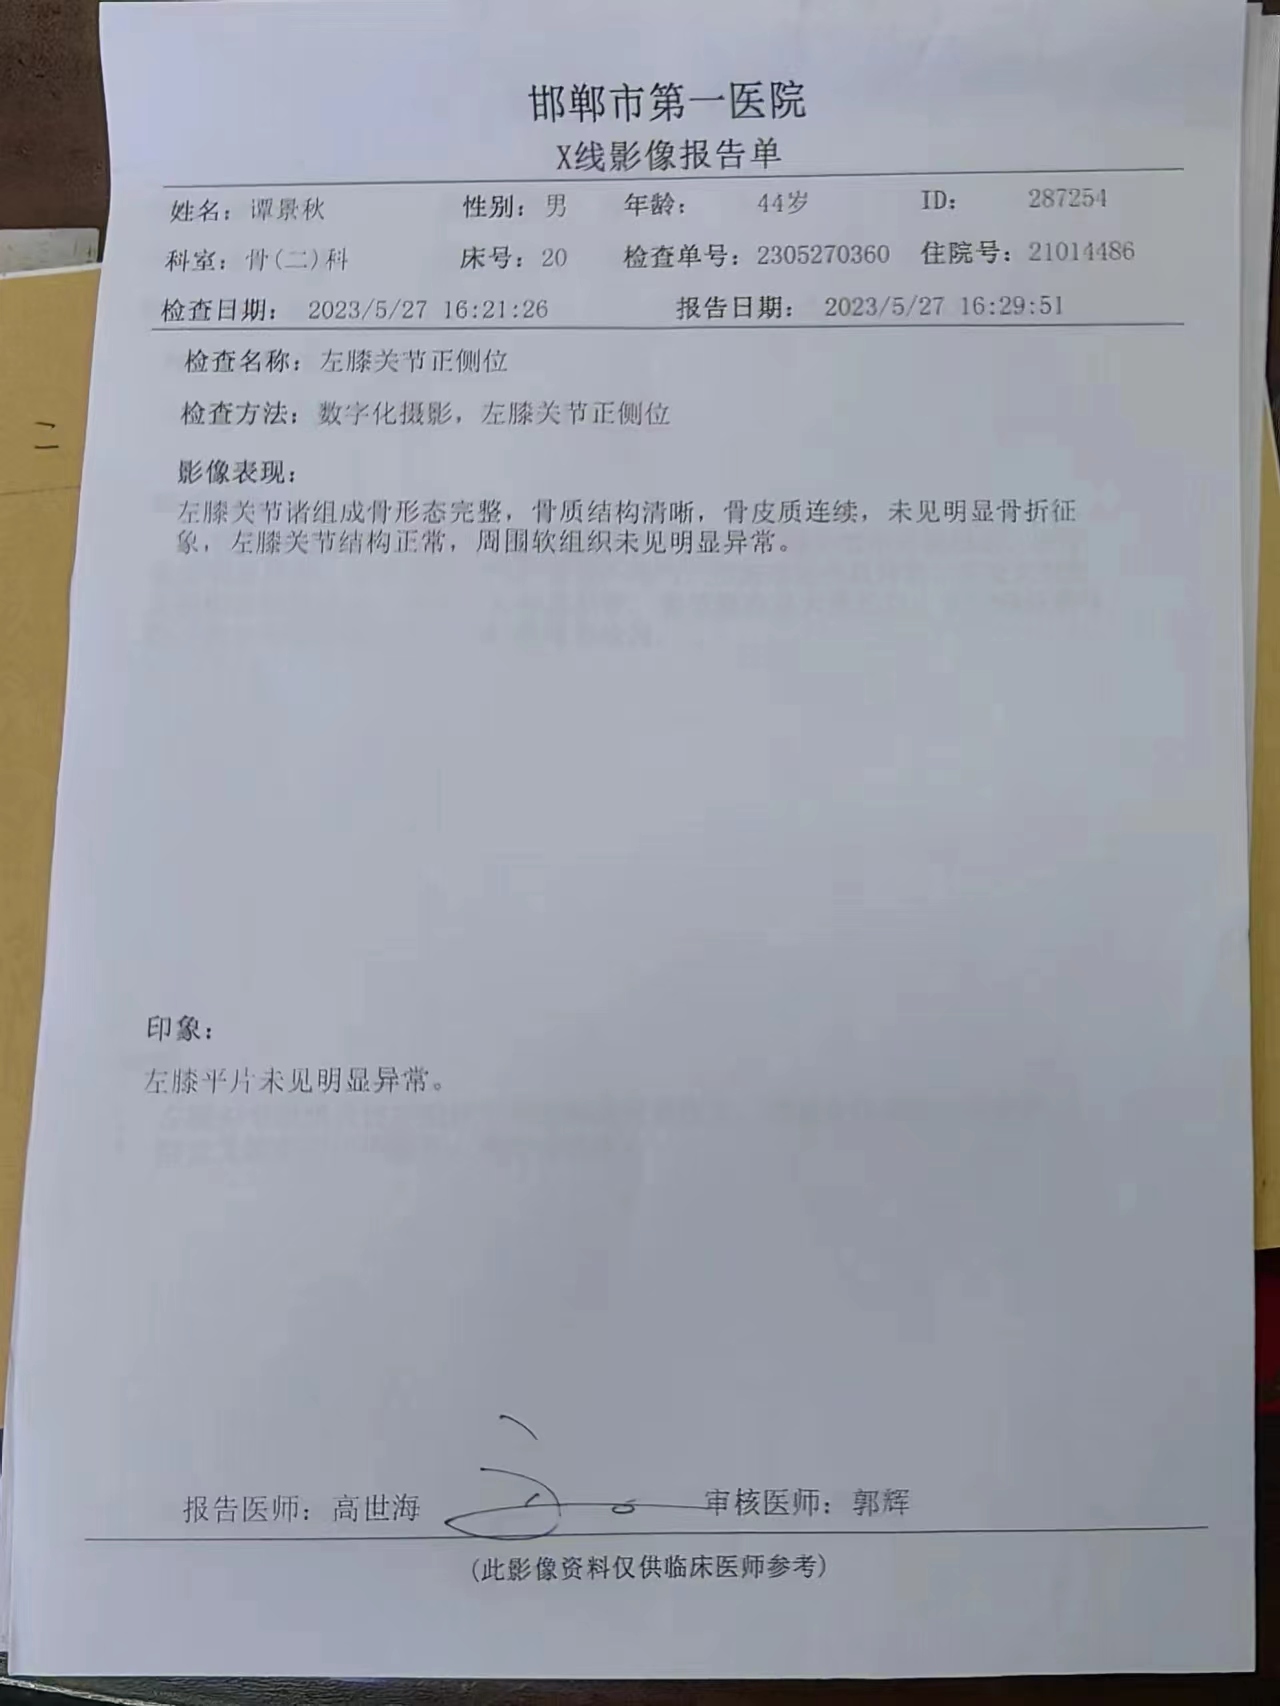 邯郸市第一医院
X线影像报告单
姓名：谭景秋 性别：男 年龄：44岁 ID：287254
科室：骨(二)科 床号：20 检查单号：2305270360 住院号：21014486
检查日期：2023/5/27 16:21:26 报告日期：2023/5/27 16:29:51
检查名称：左膝关节正侧位
检查方法：数字化摄影，左膝关节正侧位
影像表现：
左膝关节诸组成骨形态完整，骨质结构清晰，骨皮质连续，未见明显骨折征
象，左膝关节结构正常，周围软组织未见明显异常。
印象：
左膝平片未见明显异常。
报告医师：高世海 审核医师：郭辉
(此影像资料仅供临床医师参考)